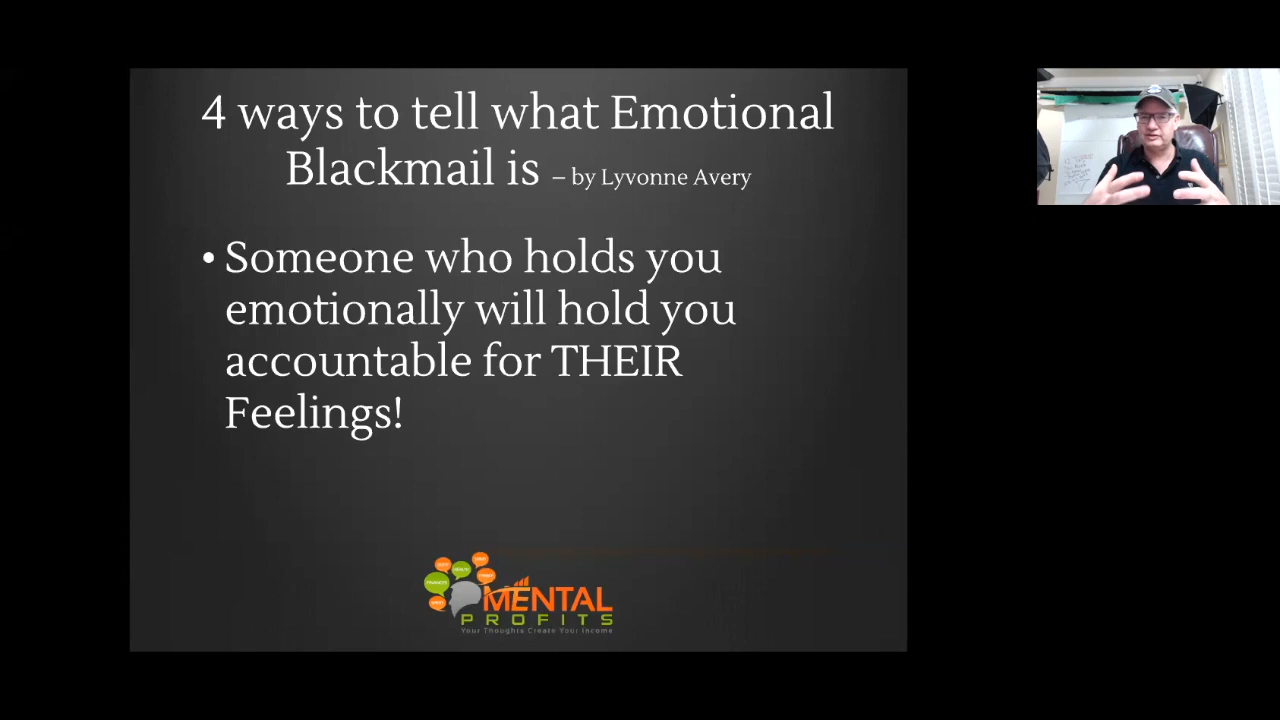 4 ways to tell what Emotional
Blackmail is – by Lyvonne Avery
• Someone who holds you
emotionally will hold you
accountable for THEIR
Feelings!
MENTAL
PROFITS
Your Thoughts Create Your Income